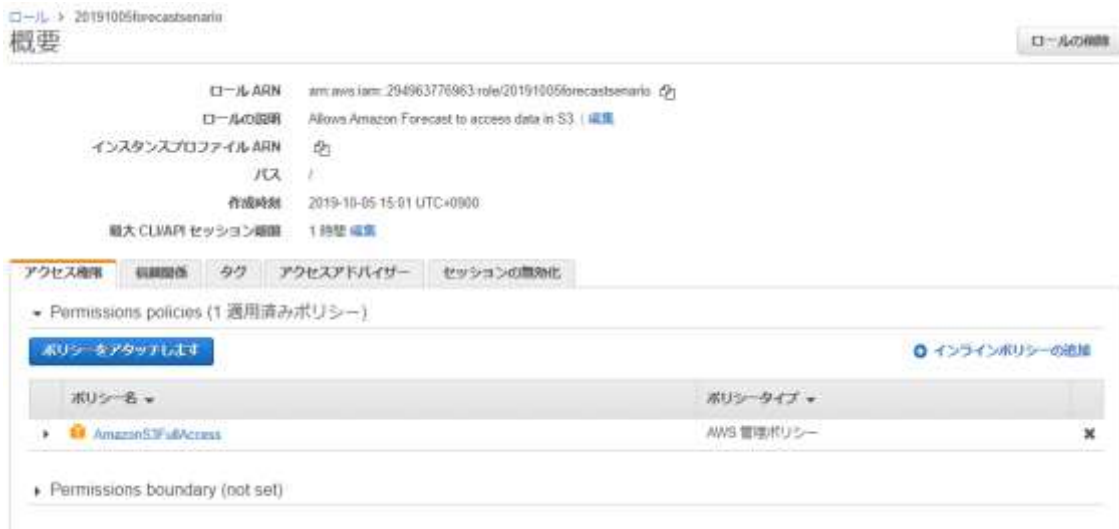 ロール > 20191005forecastsenario
概要
ロールの削除
ロール ARN arn:aws:iam::294963776963:role/20191005forecastsenario
ロールの説明 Allows Amazon Forecast to access data in S3. | 編集
インスタンスプロファイル ARN
パス /
作成時刻 2019-10-05 15:01 UTC+0900
最大 CLI/API セッション期間 1 時間 編集
アクセス権限 信頼関係 タグ アクセスアドバイザー セッションの無効化
Permissions policies (1 適用済みポリシー)
ポリシーをアタッチします インラインポリシーの追加
ポリシー名 ポリシータイプ
AmazonS3FullAccess AWS 管理ポリシー
Permissions boundary (not set)